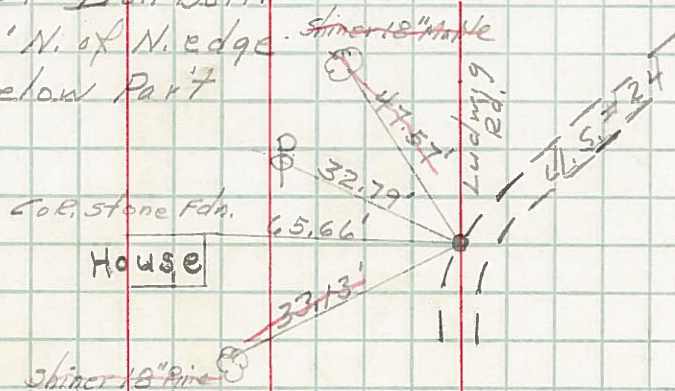 ' N. of N. edge
elow Part
Shiner 18" Maple
47.57'
Ludwig Rd.
U.S. #24
32.79'
Cor. Stone Fdn.
65.66'
House
33.13'
Shiner 18" Pine